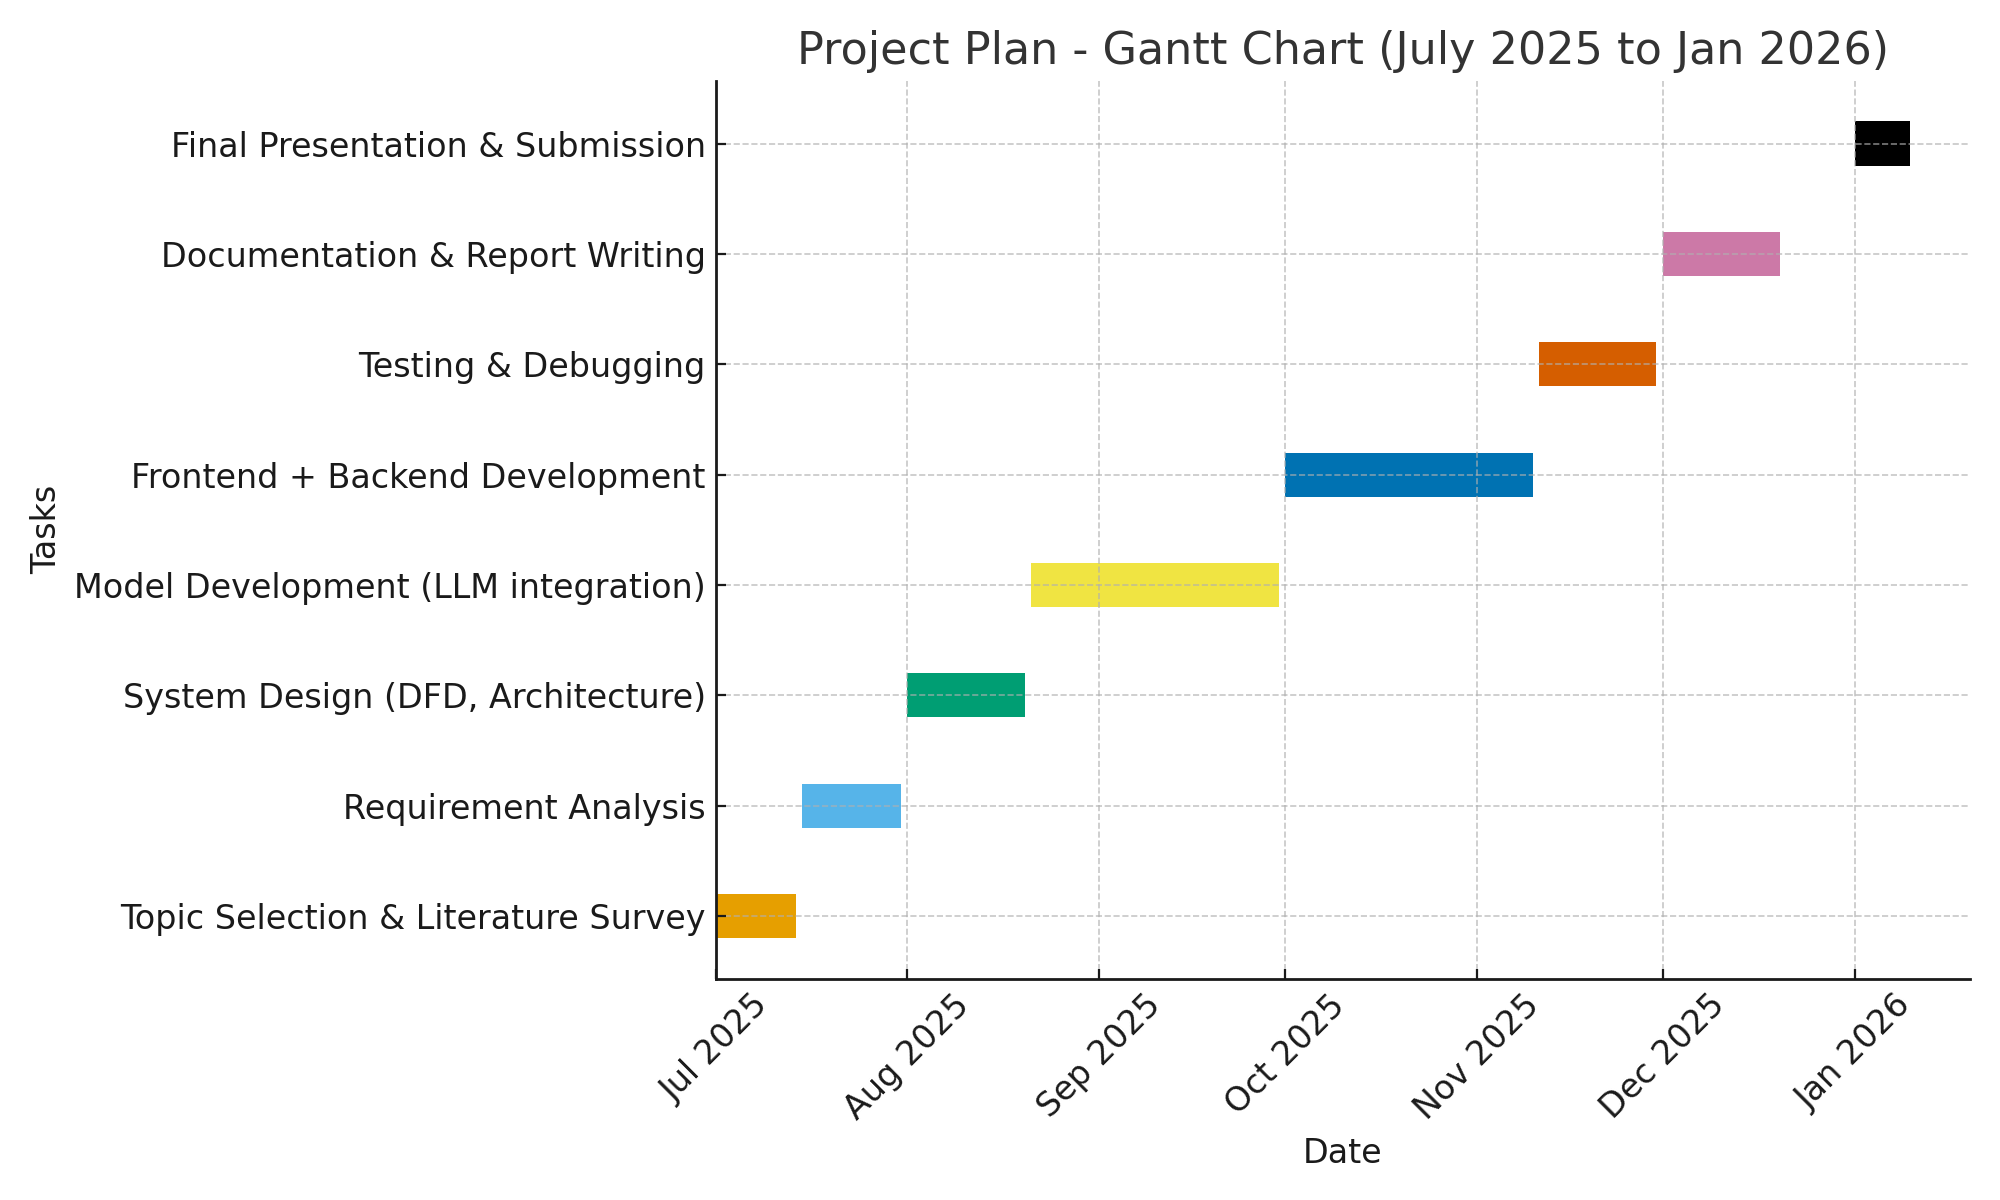 Project Plan - Gantt Chart (July 2025 to Jan 2026)
Final Presentation & Submission
Documentation & Report Writing
Testing & Debugging
Frontend + Backend Development
Model Development (LLM integration)
System Design (DFD, Architecture)
Requirement Analysis
Topic Selection & Literature Survey
Tasks
Jul 2025
Aug 2025
Sep 2025
Oct 2025
Nov 2025
Dec 2025
Jan 2026
Date